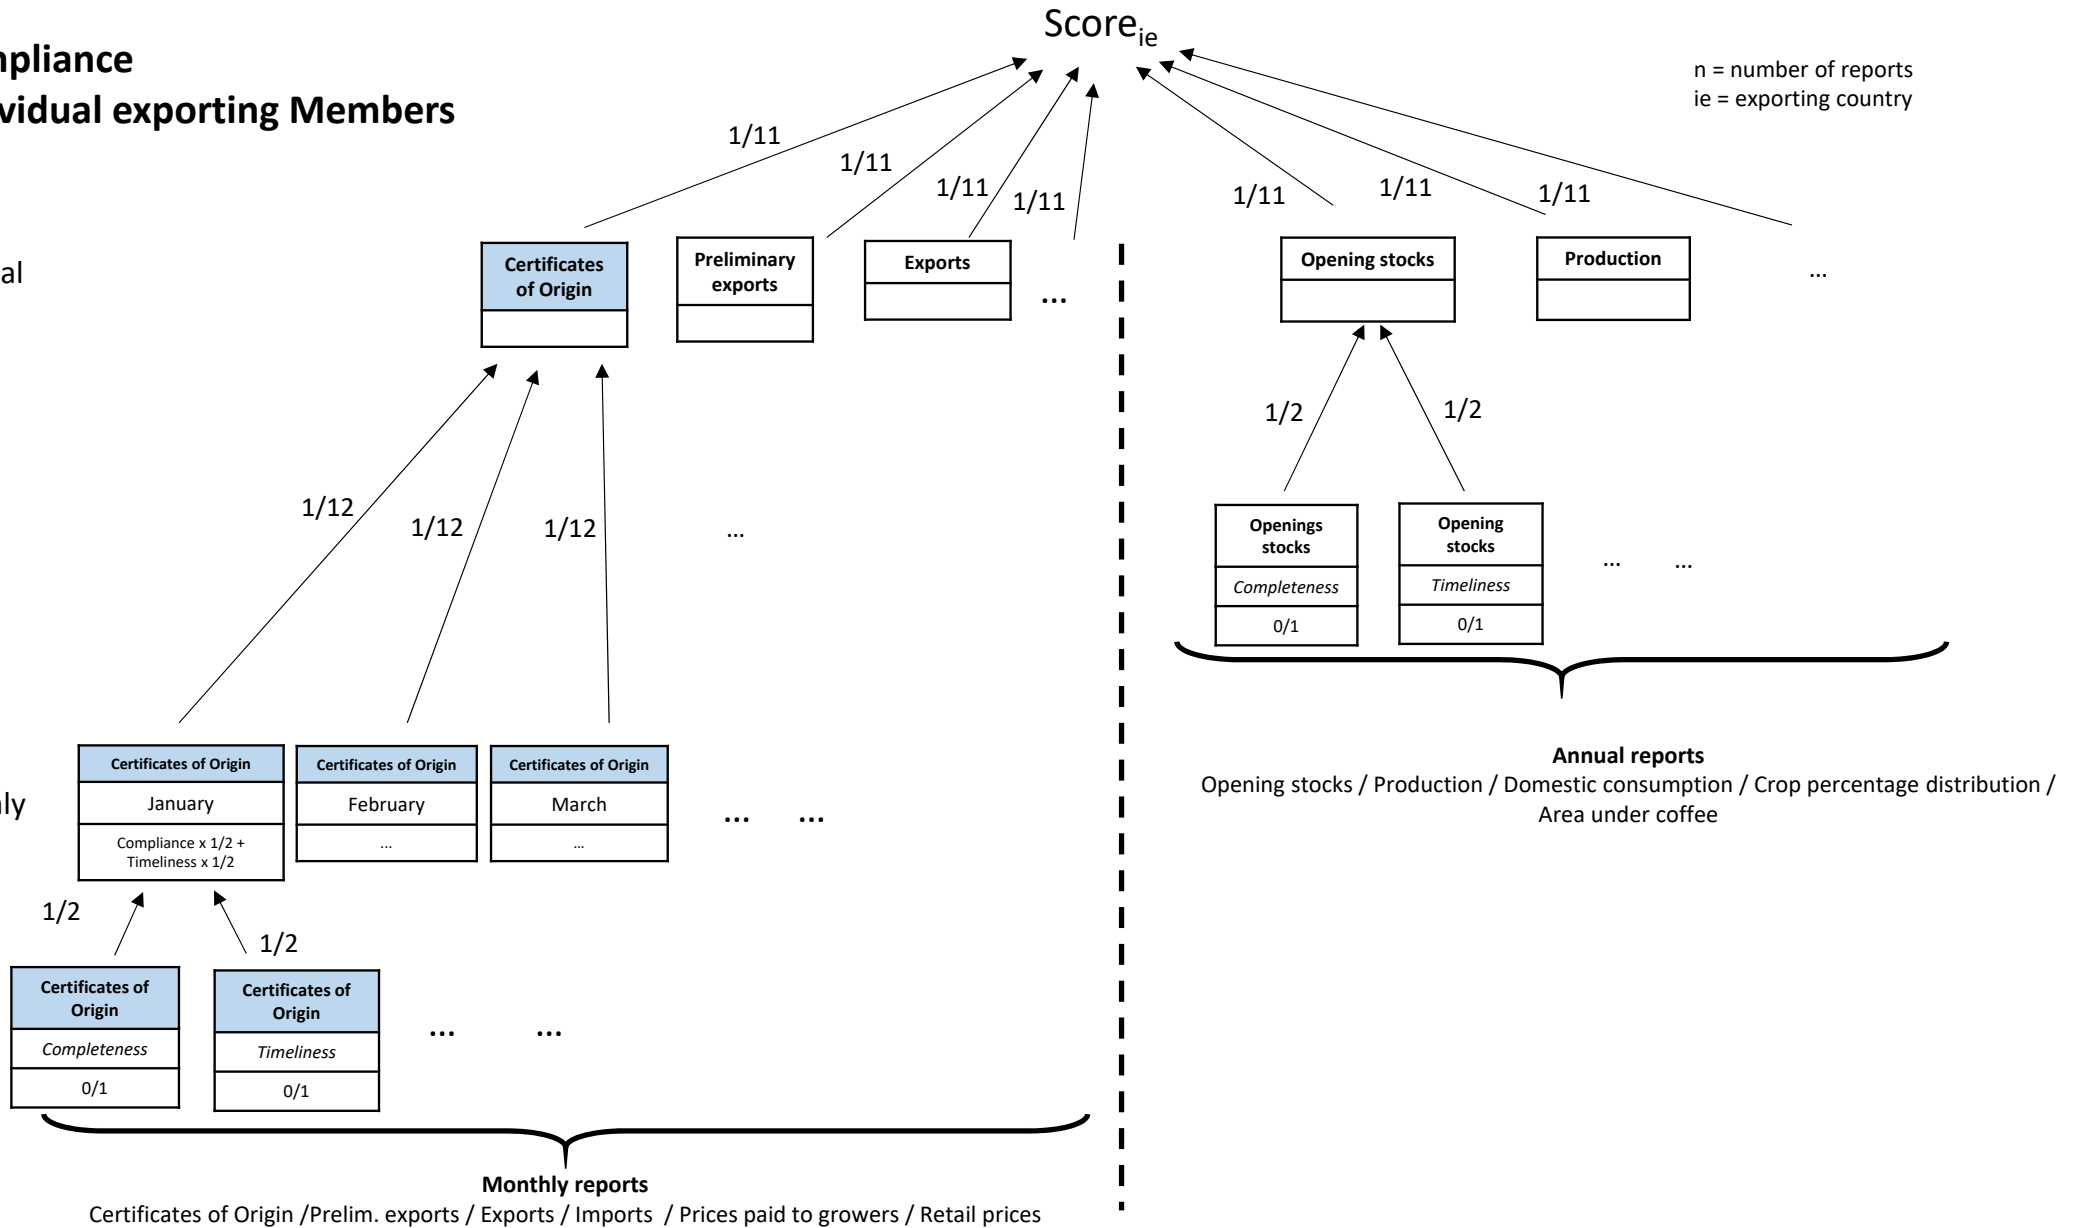 Score ie
mpliance
ividual exporting Members
n = number of reports
ie = exporting country
1/11
1/11
1/11
1/11
1/11
1/11
1/11
al
Certificates
of Origin
Preliminary
exports
Exports
...
Opening stocks
Production
...
1/12
1/12
1/12
...
1/2
1/2
Openings
stocks
Completeness
0/1
Opening
stocks
Timeliness
0/1
...
...
Annual reports
Opening stocks / Production / Domestic consumption / Crop percentage distribution /
Area under coffee
ly
Certificates of Origin
January
Compliance x 1/2 +
Timeliness x 1/2
Certificates of Origin
February
...
Certificates of Origin
March
...
...
...
1/2
1/2
Certificates of
Origin
Completeness
0/1
Certificates of
Origin
Timeliness
0/1
...
...
Monthly reports
Certificates of Origin /Prelim. exports / Exports / Imports / Prices paid to growers / Retail prices